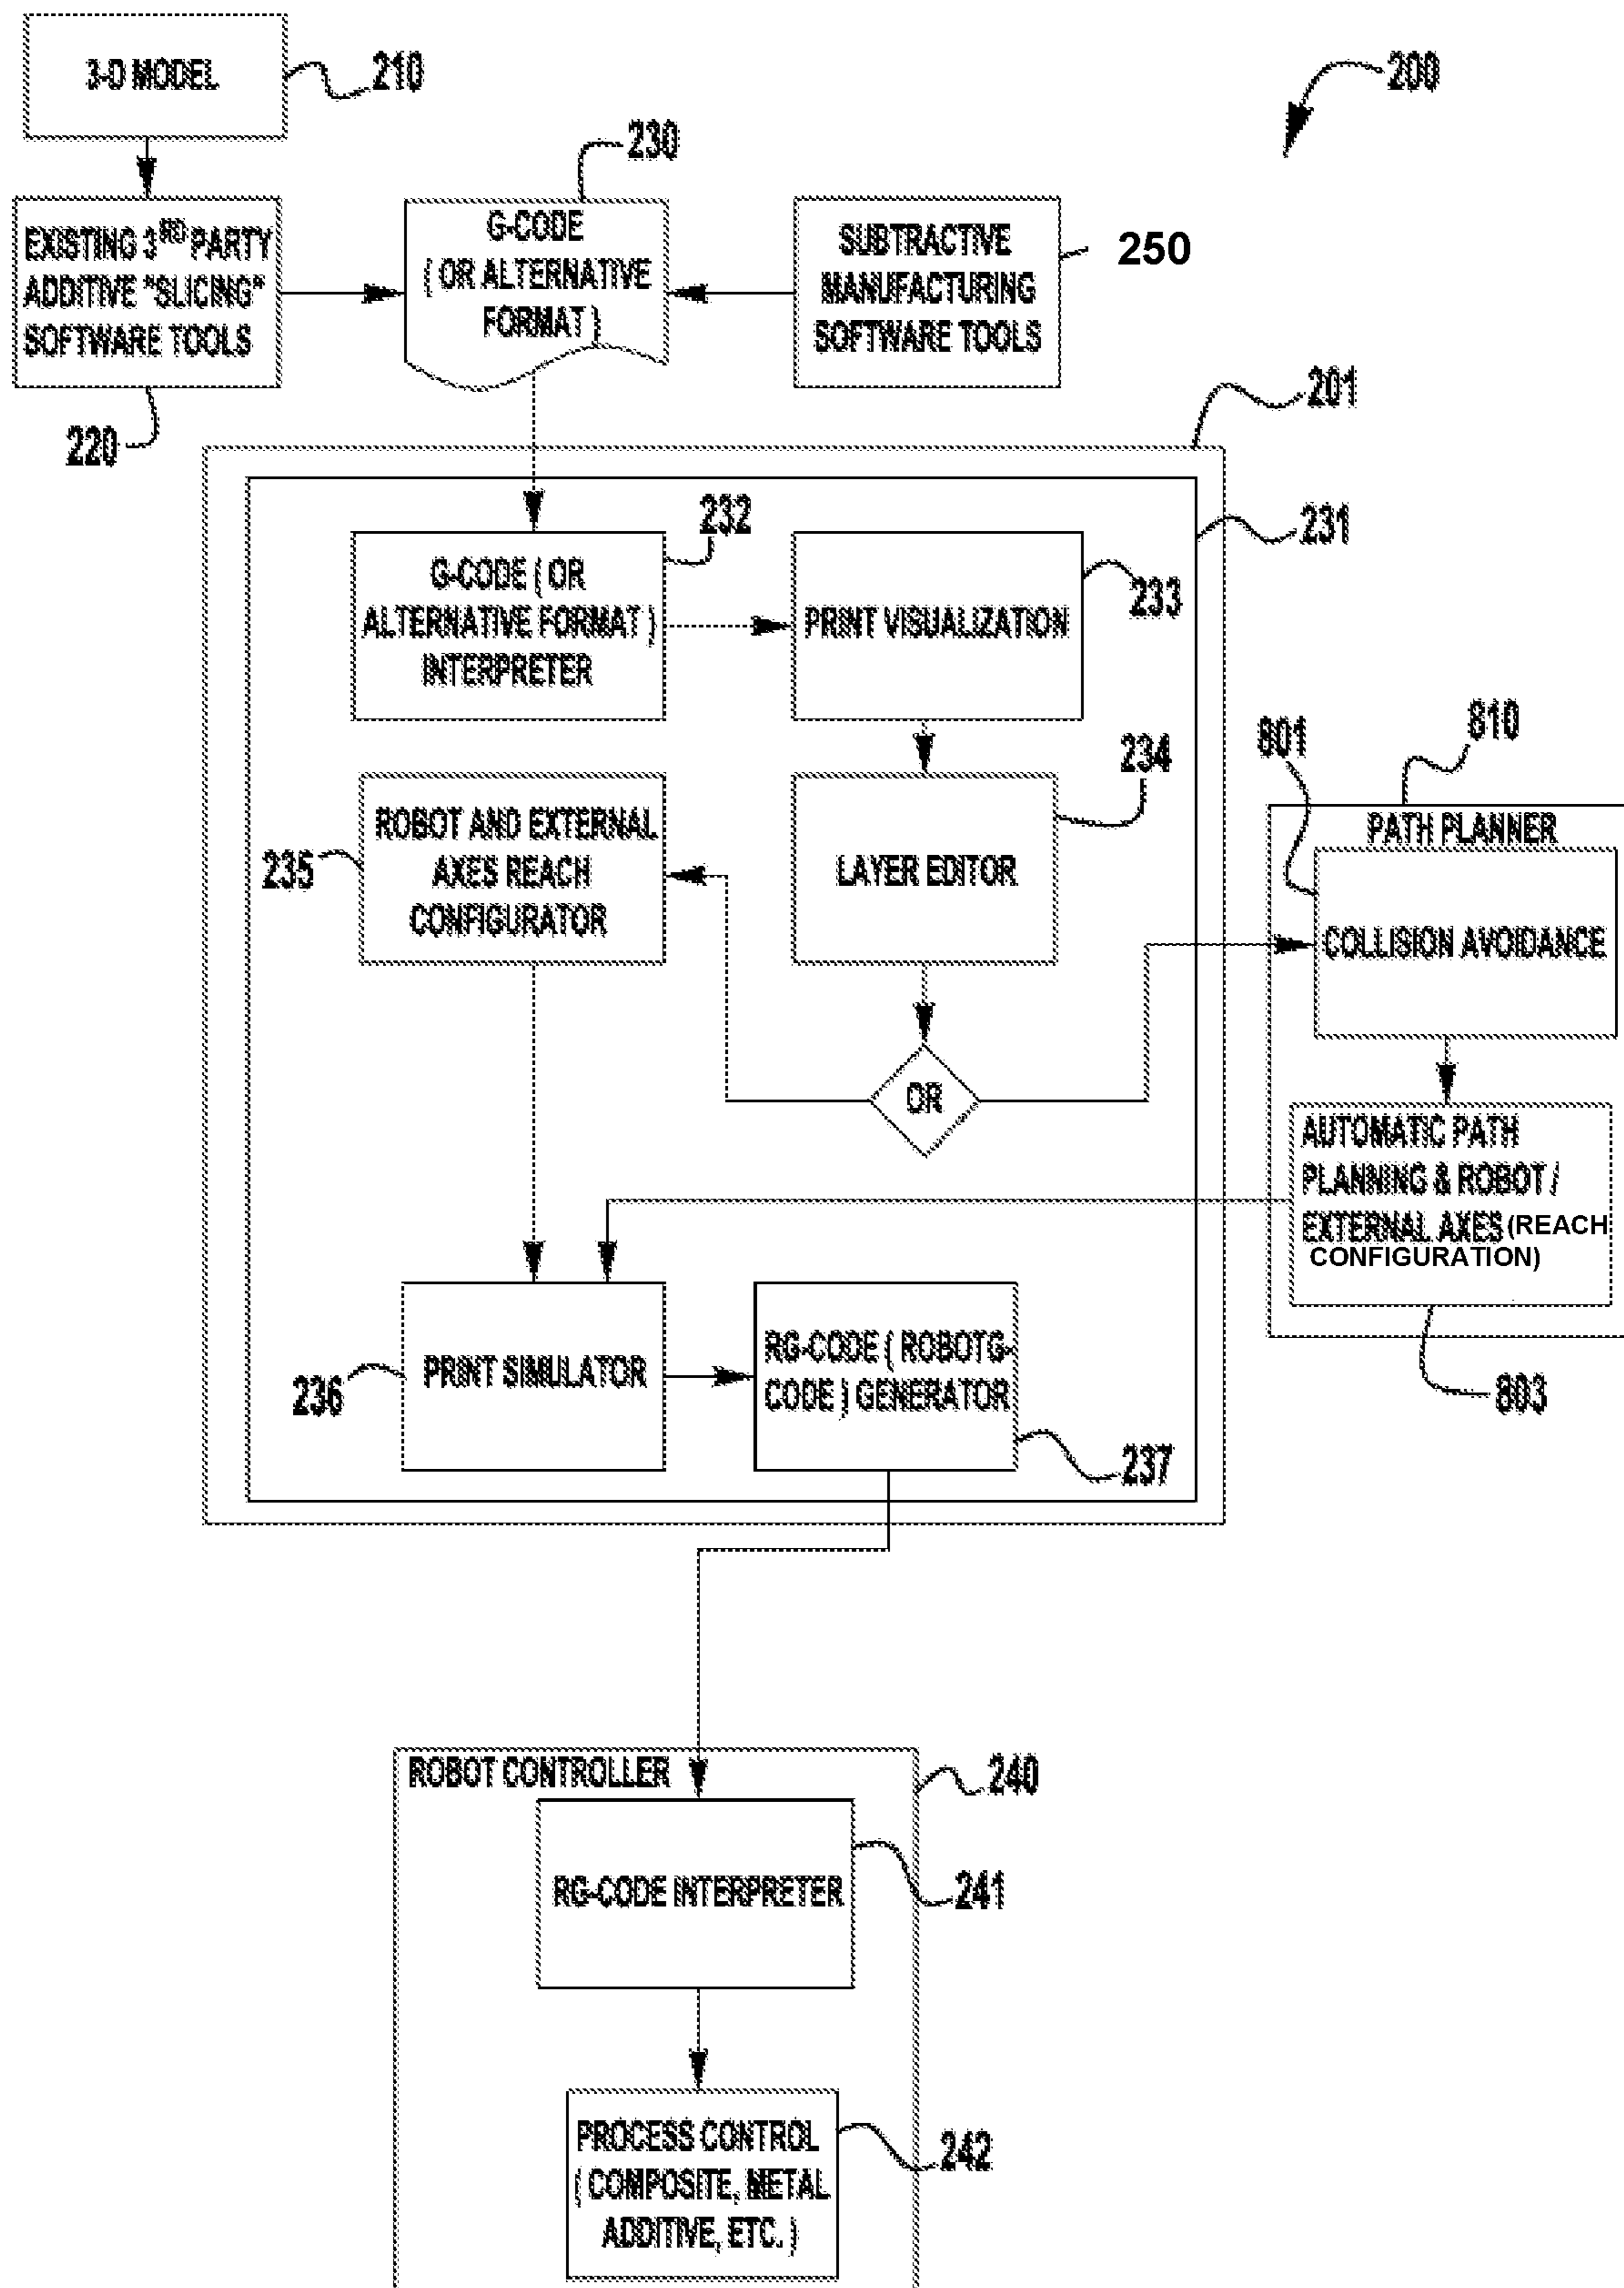 3-D MODEL
210
200
230
EXISTING 3RD PARTY
ADDITIVE "SLICING"
SOFTWARE TOOLS
G-CODE
( OR ALTERNATIVE
FORMAT )
SUBTRACTIVE
MANUFACTURING
SOFTWARE TOOLS
250
220
201
231
232
G-CODE ( OR
ALTERNATIVE FORMAT )
INTERPRETER
PRINT VISUALIZATION
233
234
ROBOT AND EXTERNAL
AXES REACH
CONFIGURATOR
235
LAYER EDITOR
OR
801
810
PATH PLANNER
COLLISION AVOIDANCE
AUTOMATIC PATH
PLANNING & ROBOT /
EXTERNAL AXES (REACH
CONFIGURATION)
803
PRINT SIMULATOR
236
RG-CODE ( ROBOTG-
CODE ) GENERATOR
237
ROBOT CONTROLLER
240
RG-CODE INTERPRETER
241
PROCESS CONTROL
( COMPOSITE, METAL
ADDITIVE, ETC. )
242